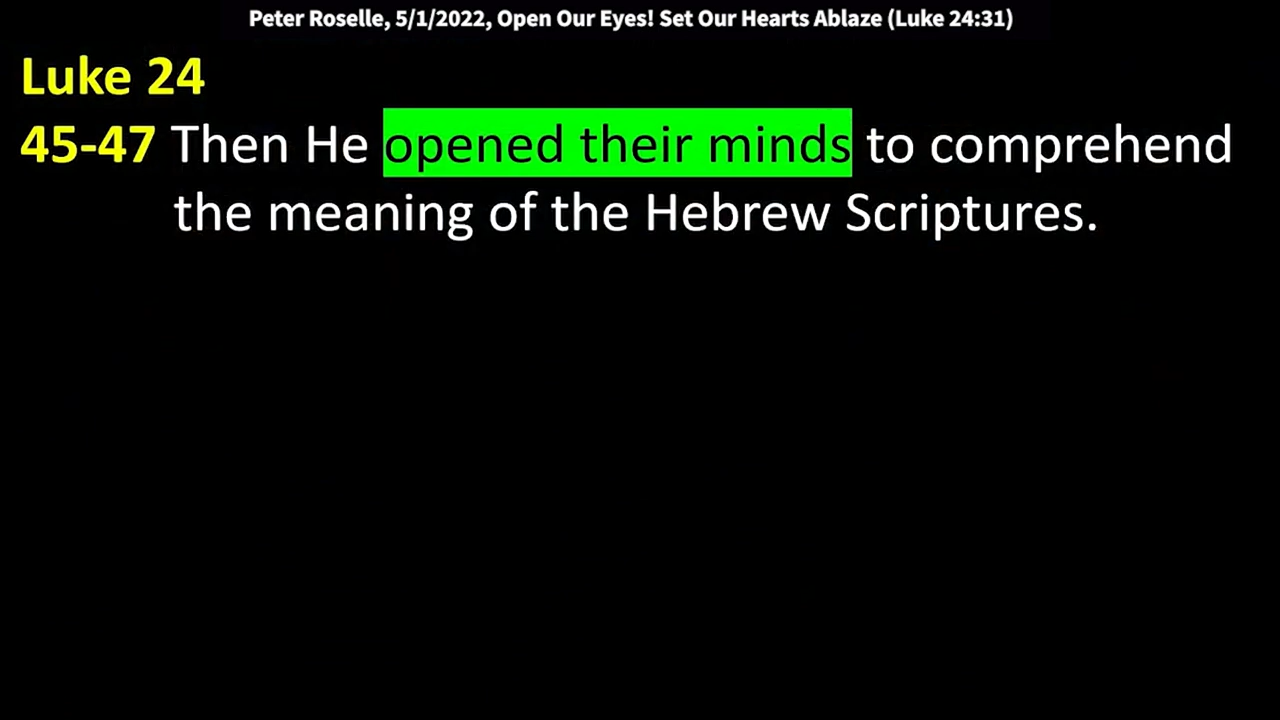 Peter Roselle, 5/1/2022, Open Our Eyes! Set Our Hearts Ablaze (Luke 24:31)
Luke 24
45-47 Then He opened their minds to comprehend
the meaning of the Hebrew Scriptures.